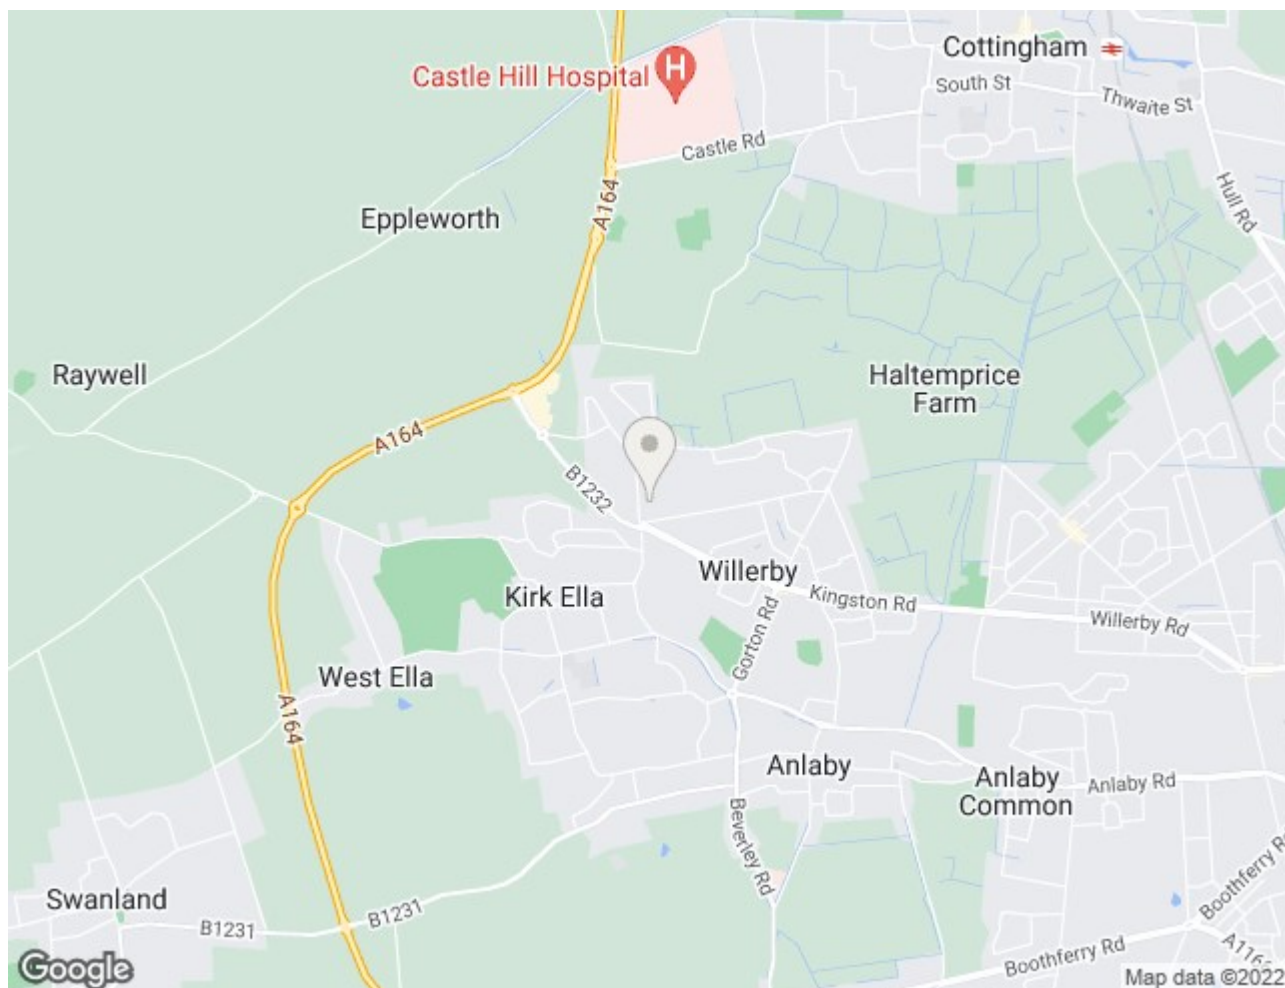 Cottingham
Castle Hill Hospital
H
South St
Thwaite St
Castle Rd
A164
Hull Rd
Eppleworth
Raywell
Haltemprice
Farm
A164
B1232
Willerby
Kirk Ella
Kingston Rd
Willerby Rd
Gorton Rd
West Ella
A164
Anlaby
Anlaby
Common
Anlaby Rd
Beverley Rd
Boothferry R
Swanland
B1231
B1231
Boothferry Rd
A116
Google
Map data ©2022